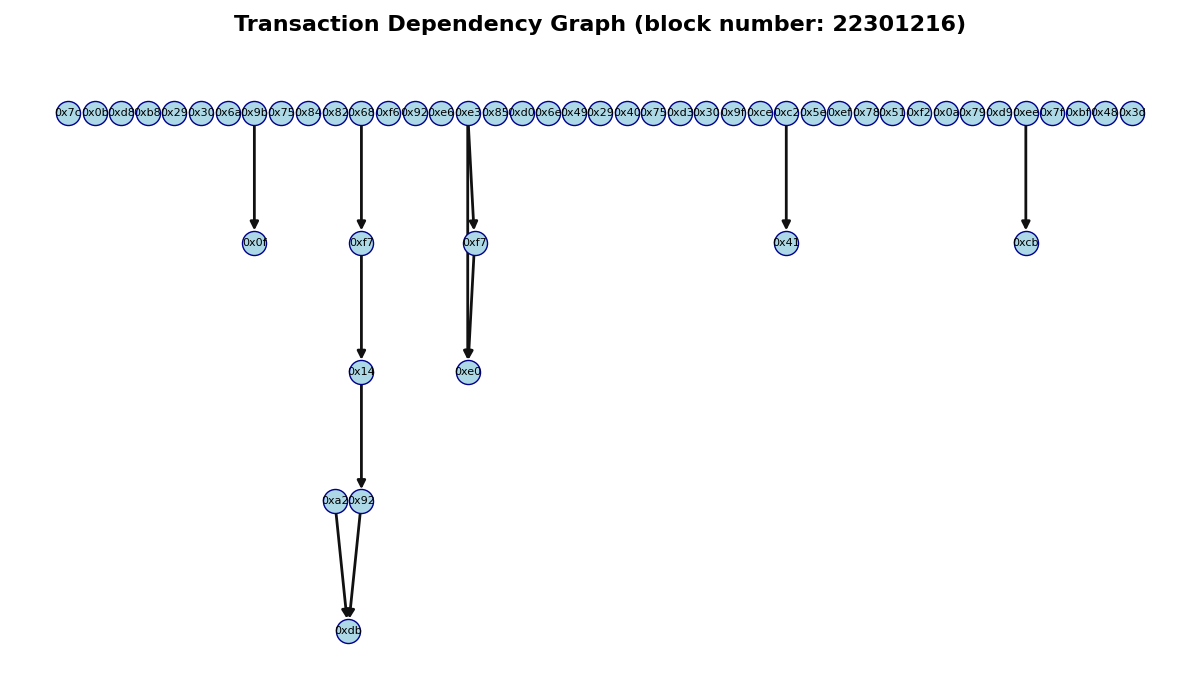 Transaction Dependency Graph (block number: 22301216)
0x7c 0x0b 0xd8 0xb8 0x29 0x30 0x6a 0x9b 0x75 0x84 0x82 0x68 0xf6 0x92 0xe6 0xe3 0x85 0xd0 0x6e 0x49 0x29 0x40 0x75 0xd3 0x30 0x9f 0xce 0xc2 0x5e 0xef 0x78 0x51 0xf2 0x0a 0x79 0xd9 0xee 0x7f 0xbf 0x48
0x0f 0xf7 0xf7 0x41 0xcb
0x14 0xe0
0xa2 0x92
0xdb